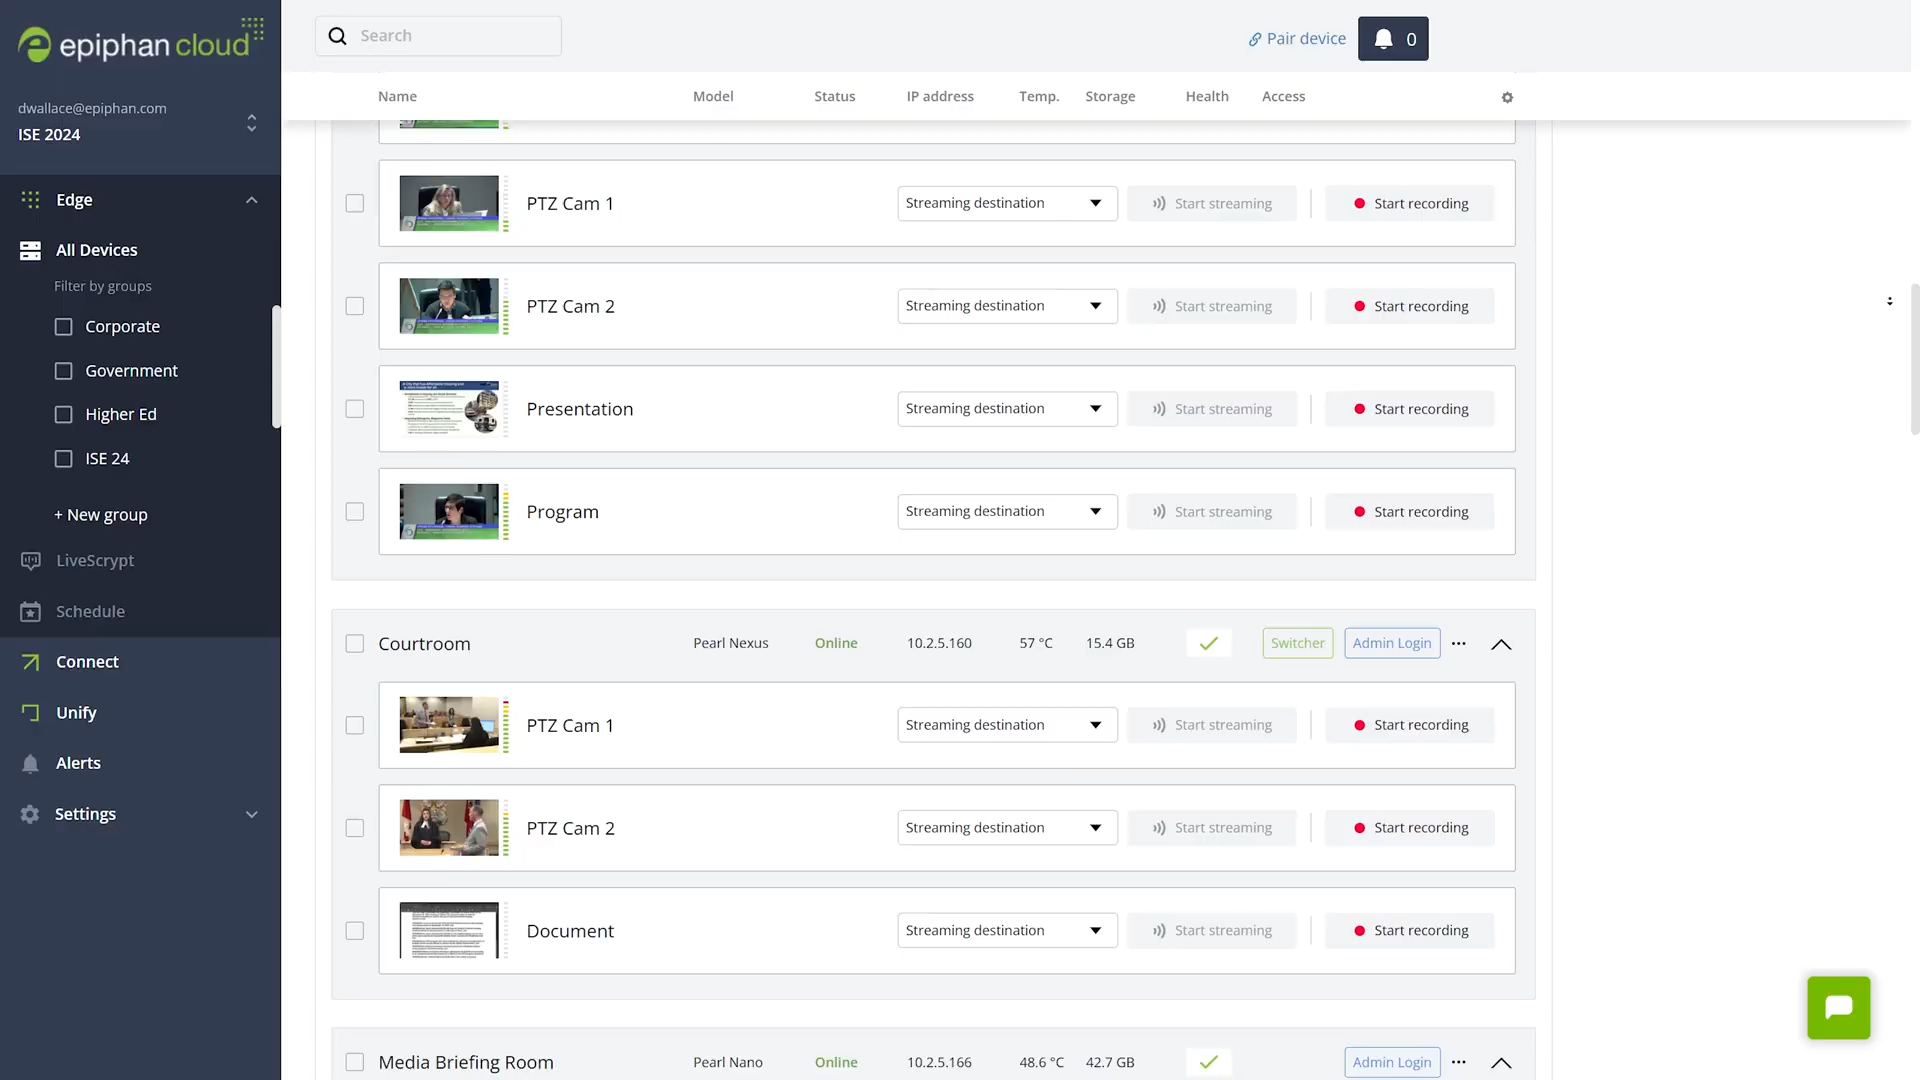 epiphan cloud
Search
Pair device
0
dwallace@epiphan.com
ISE 2024
Name Model Status IP address Temp. Storage Health Access
Edge
All Devices
Filter by groups
Corporate
Government
Higher Ed
ISE 24
+ New group
LiveScrypt
Schedule
Connect
Unify
Alerts
Settings
PTZ Cam 1 Streaming destination Start streaming Start recording
PTZ Cam 2 Streaming destination Start streaming Start recording
Presentation Streaming destination Start streaming Start recording
Program Streaming destination Start streaming Start recording
Courtroom Pearl Nexus Online 10.2.5.160 57 °C 15.4 GB Switcher Admin Login
PTZ Cam 1 Streaming destination Start streaming Start recording
PTZ Cam 2 Streaming destination Start streaming Start recording
Document Streaming destination Start streaming Start recording
Media Briefing Room Pearl Nano Online 10.2.5.166 48.6 °C 42.7 GB Admin Login